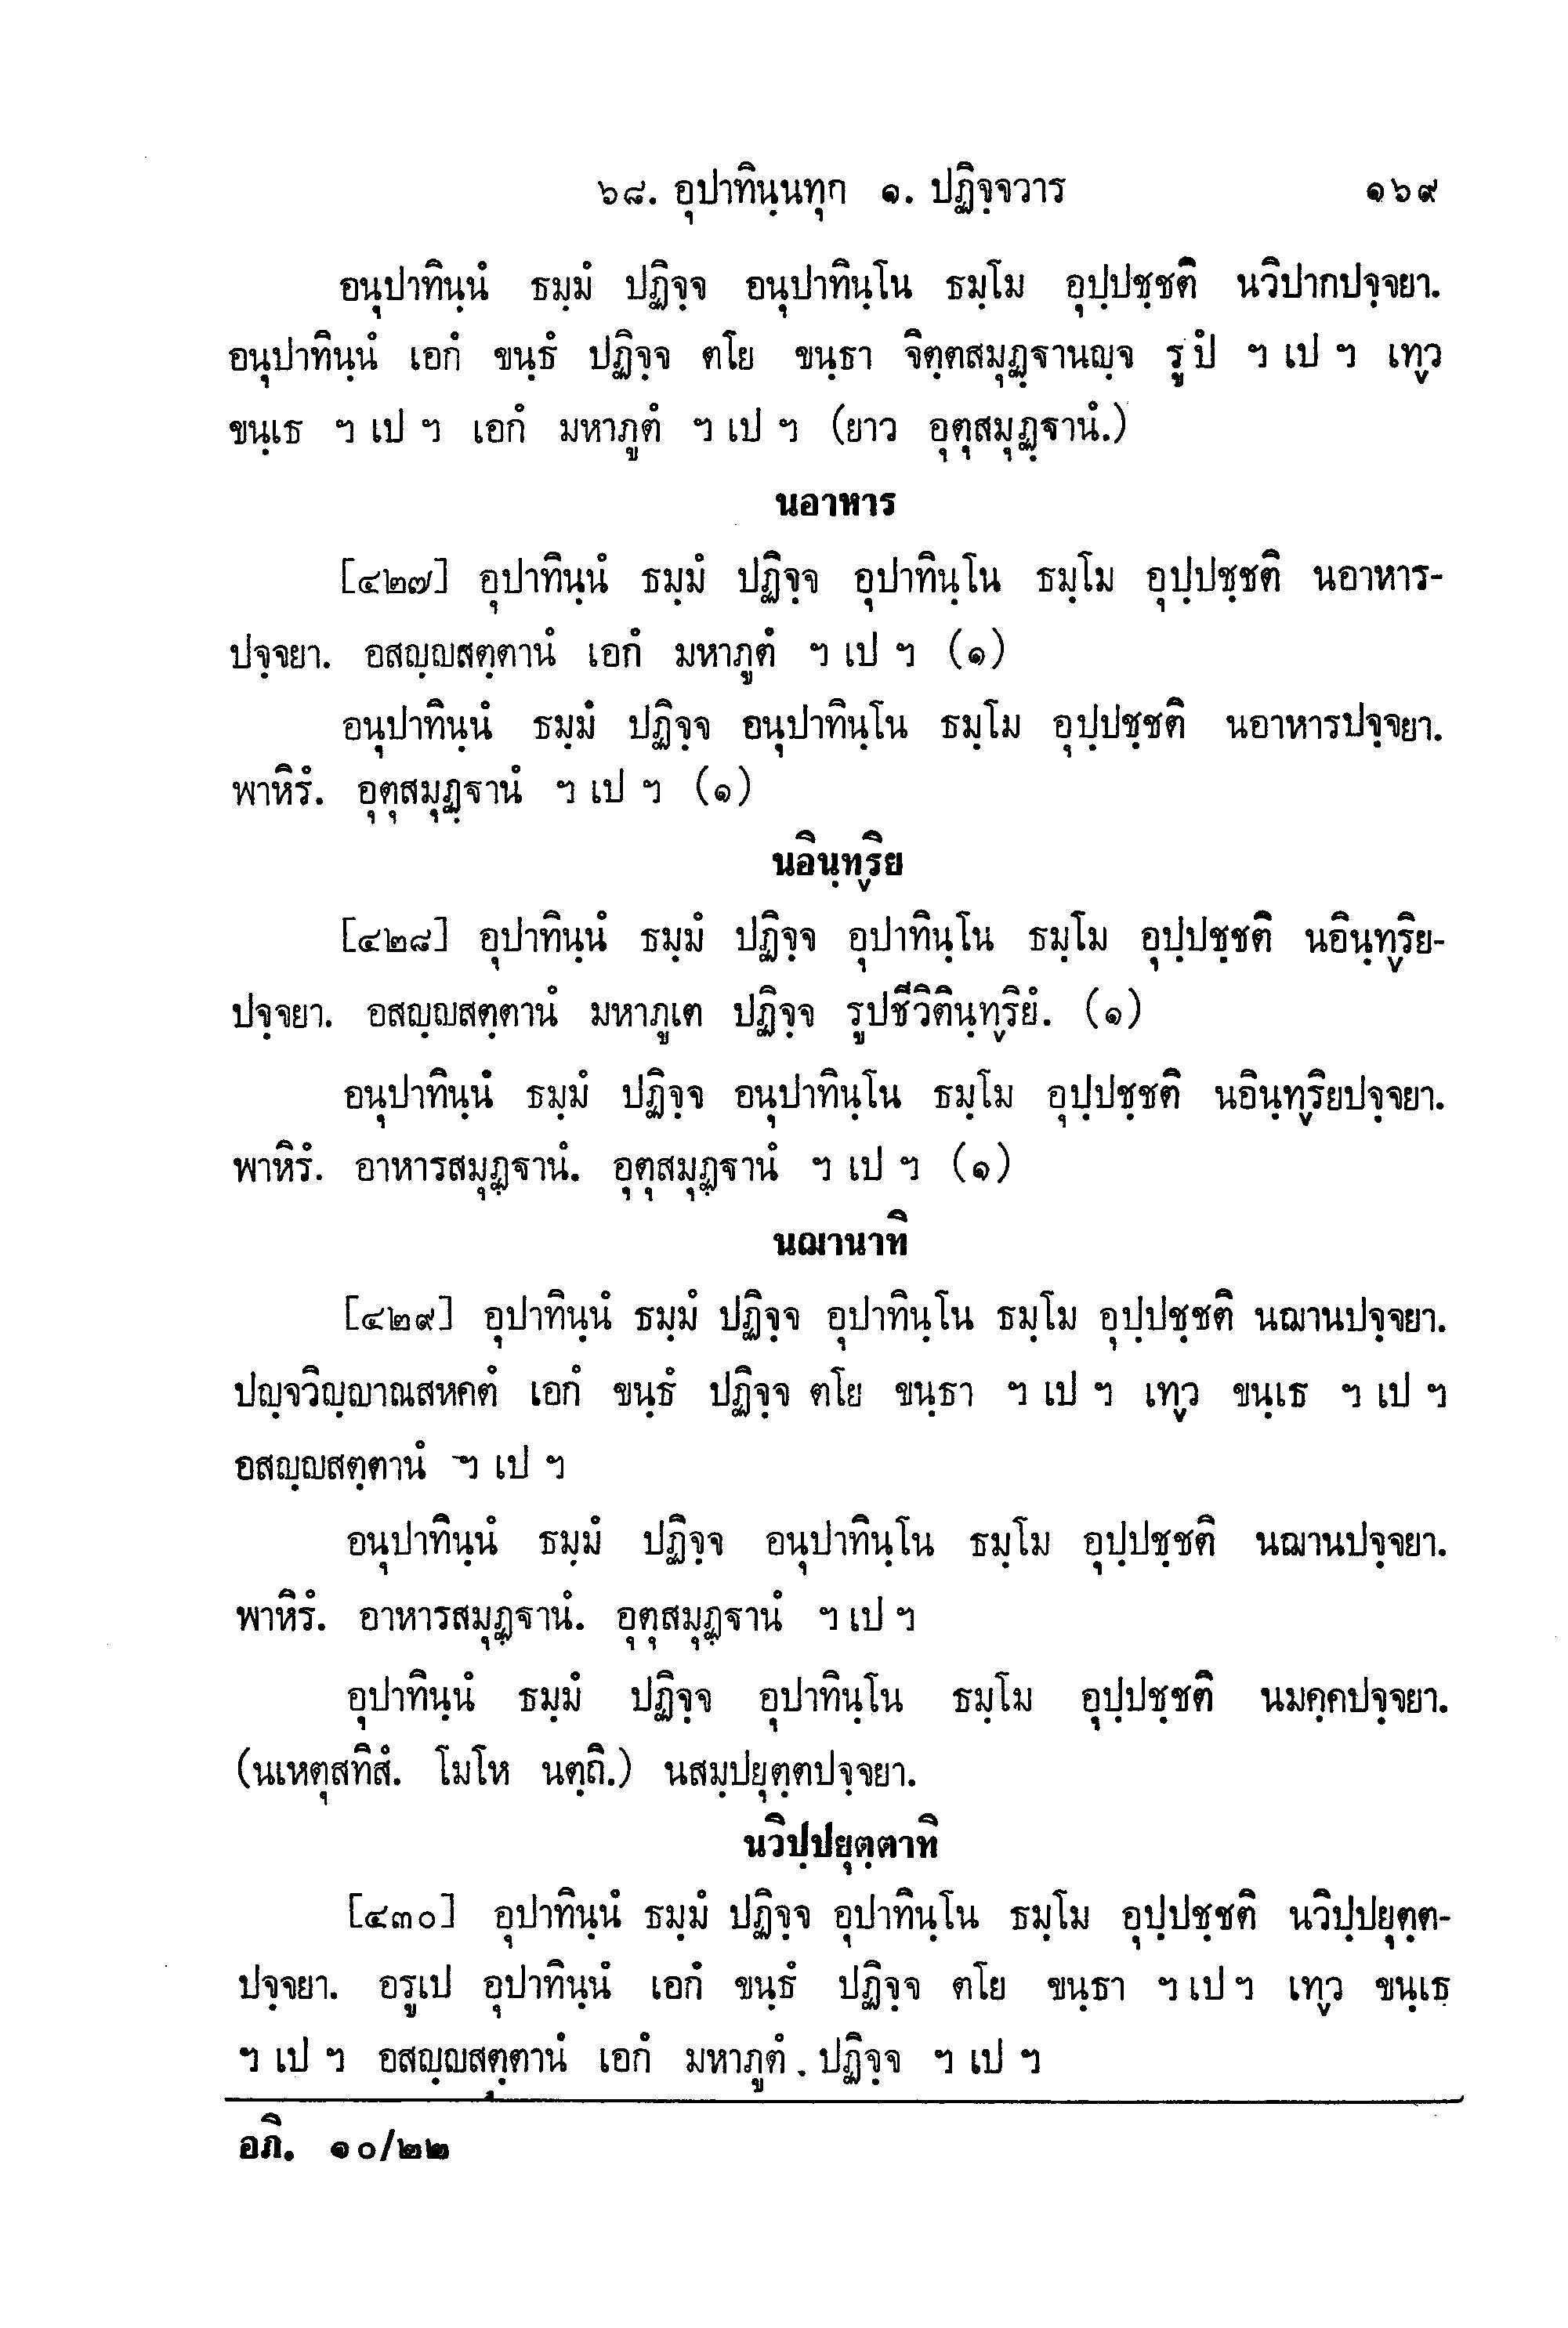 ๖๘. อุปาทินฺนทุก ๑. ปฏิจฺจวาร ๑๖๙
อนุปาทินฺนํ ธมฺมํ ปฏิจฺจ อนุปาทินฺโน ธมฺโม อุปฺปชฺชติ นวิปากปจฺจยา.
อนุปาทินฺนํ เอกํ ขนฺธํ ปฏิจฺจ ตโย ขนฺธา จิตฺตสมุฏฺฐานญฺจ รูปํ ฯ เป ฯ เทฺว
ขนฺเธ ฯ เป ฯ เอกํ มหาภูตํ ฯ เป ฯ (ยาว อุตุสมุฏฺฐานํ.)
นอาหาร
[๔๒๗] อุปาทินฺนํ ธมฺมํ ปฏิจฺจ อุปาทินฺโน ธมฺโม อุปฺปชฺชติ นอาหาร-
ปจฺจยา. อสญฺญสตฺตานํ เอกํ มหาภูตํ ฯ เป ฯ (๑)
อนุปาทินฺนํ ธมฺมํ ปฏิจฺจ อนุปาทินฺโน ธมฺโม อุปฺปชฺชติ นอาหารปจฺจยา.
พาหิรํ. อุตุสมุฏฺฐานํ ฯ เป ฯ (๑)
นอินฺทฺริย
[๔๒๘] อุปาทินฺนํ ธมฺมํ ปฏิจฺจ อุปาทินฺโน ธมฺโม อุปฺปชฺชติ นอินฺทฺริย-
ปจฺจยา. อสญฺญสตฺตานํ มหาภูเต ปฏิจฺจ รูปชีวิตินฺทฺริยํ. (๑)
อนุปาทินฺนํ ธมฺมํ ปฏิจฺจ อนุปาทินฺโน ธมฺโม อุปฺปชฺชติ นอินฺทฺริยปจฺจยา.
พาหิรํ. อาหารสมุฏฺฐานํ. อุตุสมุฏฺฐานํ ฯ เป ฯ (๑)
นฌานาทิ
[๔๒๙] อุปาทินฺนํ ธมฺมํ ปฏิจฺจ อุปาทินฺโน ธมฺโม อุปฺปชฺชติ นฌานปจฺจยา.
ปญฺจวิญฺญาณสหคตํ เอกํ ขนฺธํ ปฏิจฺจ ตโย ขนฺธา ฯ เป ฯ เทฺว ขนฺเธ ฯ เป ฯ
อสญฺญสตฺตานํ ฯ เป ฯ
อนุปาทินฺนํ ธมฺมํ ปฏิจฺจ อนุปาทินฺโน ธมฺโม อุปฺปชฺชติ นฌานปจฺจยา.
พาหิรํ. อาหารสมุฏฺฐานํ. อุตุสมุฏฺฐานํ ฯ เป ฯ
อุปาทินฺนํ ธมฺมํ ปฏิจฺจ อุปาทินฺโน ธมฺโม อุปฺปชฺชติ นมคฺคปจฺจยา.
(นเหตุสทิสํ. โมโห นตฺถิ.) นสมฺปยุตฺตปจฺจยา.
นวิปฺปยุตฺตาทิ
[๔๓๐] อุปาทินฺนํ ธมฺมํ ปฏิจฺจ อุปาทินฺโน ธมฺโม อุปฺปชฺชติ นวิปฺปยุตฺต-
ปจฺจยา. อรูเป อุปาทินฺนํ เอกํ ขนฺธํ ปฏิจฺจ ตโย ขนฺธา ฯ เป ฯ เทฺว ขนฺเธ
ฯ เป ฯ อสญฺญสตฺตานํ เอกํ มหาภูตํ . ปฏิจฺจ ฯ เป ฯ
อภิ. ๑๐/๒๒